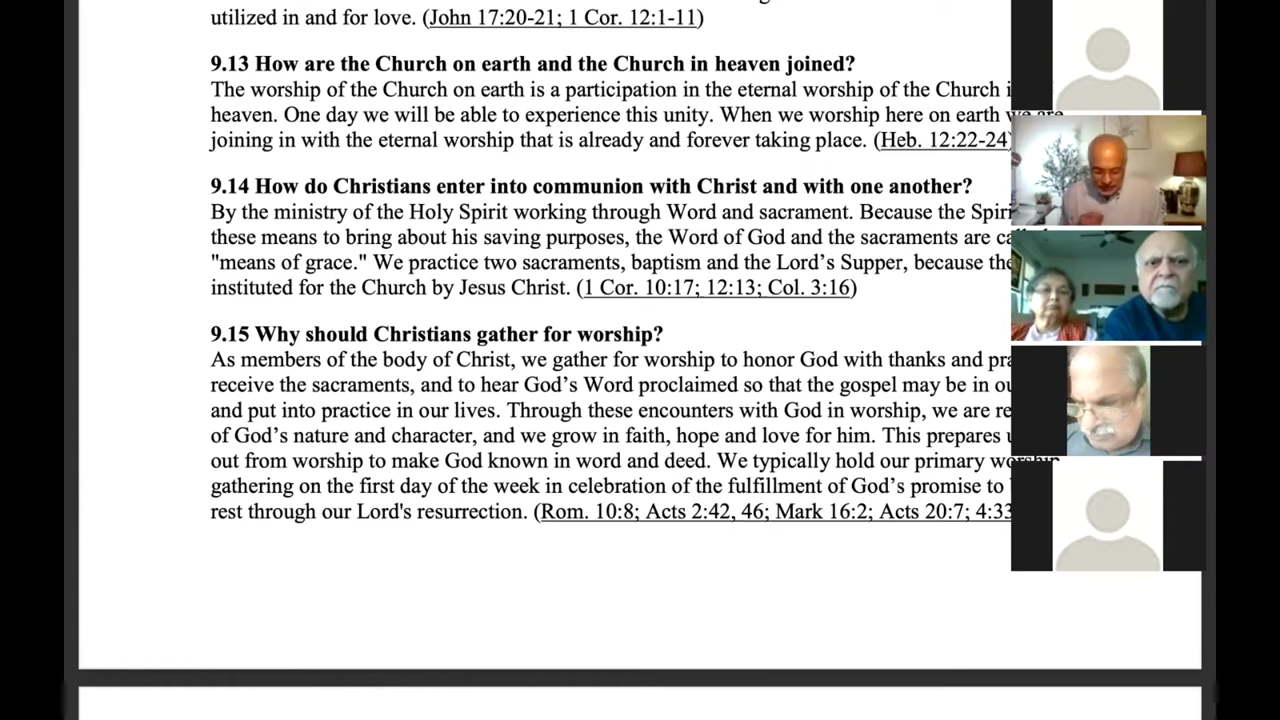 utilized in and for love. (John 17:20-21; 1 Cor. 12:1-11)
9.13 How are the Church on earth and the Church in heaven joined?
The worship of the Church on earth is a participation in the eternal worship of the Church
heaven. One day we will be able to experience this unity. When we worship here on earth we are
joining in with the eternal worship that is already and forever taking place. (Heb. 12:22-24)
9.14 How do Christians enter into communion with Christ and with one another?
By the ministry of the Holy Spirit working through Word and sacrament. Because the
these means to bring about his saving purposes, the Word of God and the sacraments are
"means of grace." We practice two sacraments, baptism and the Lord’s Supper, because
instituted for the Church by Jesus Christ. (1 Cor. 10:17; 12:13; Col. 3:16)
9.15 Why should Christians gather for worship?
As members of the body of Christ, we gather for worship to honor God with thanks and
receive the sacraments, and to hear God’s Word proclaimed so that the gospel may be in
and put into practice in our lives. Through these encounters with God in worship, we are
of God’s nature and character, and we grow in faith, hope and love for him. This prepares
out from worship to make God known in word and deed. We typically hold our primary worship
gathering on the first day of the week in celebration of the fulfillment of God’s promise to
rest through our Lord's resurrection. (Rom. 10:8; Acts 2:42, 46; Mark 16:2; Acts 20:7; 4:33